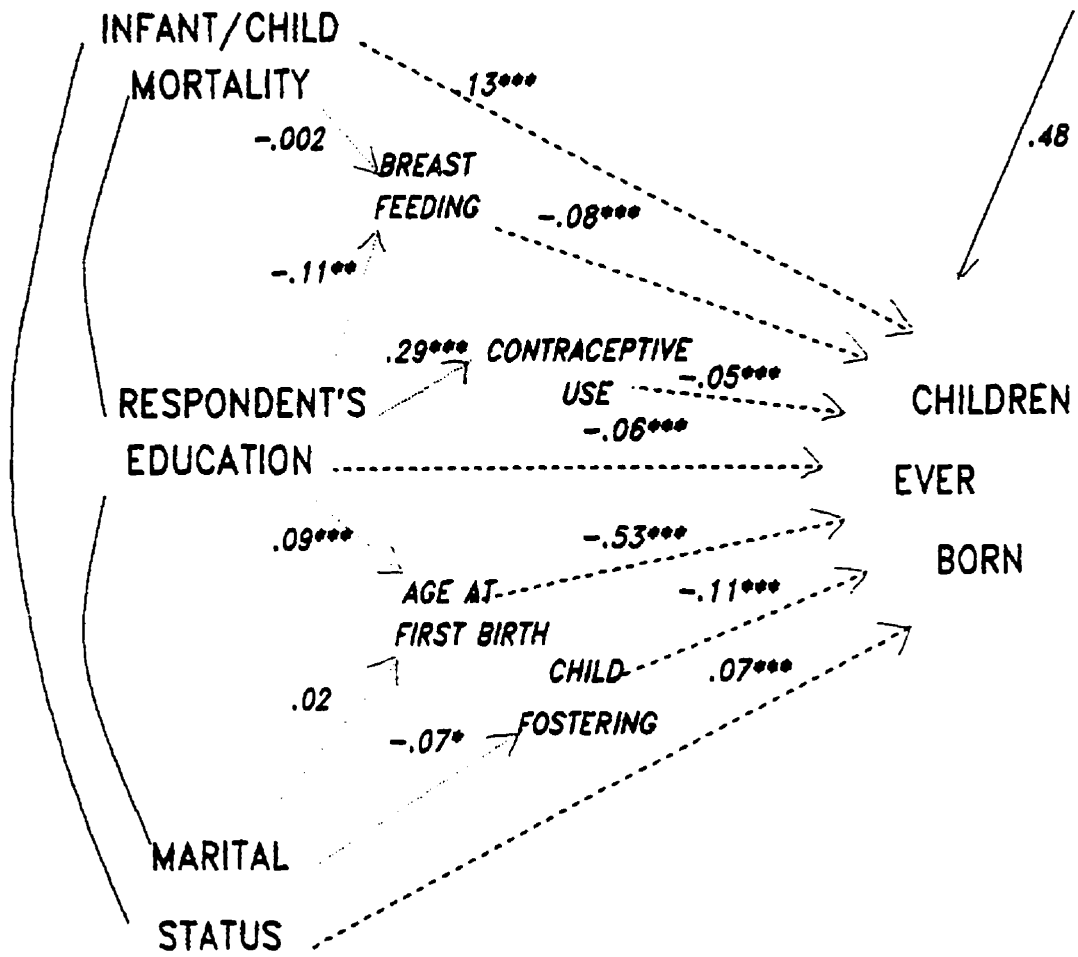 INFANT/CHILD
MORTALITY
.13***
.48
-.002
BREAST
FEEDING
-.08***
-.11**
.29***
CONTRACEPTIVE
USE
-.05***
RESPONDENT'S
EDUCATION
-.06***
CHILDREN
EVER
BORN
.09***
-.53***
AGE AT
FIRST BIRTH
-.11***
CHILD
FOSTERING
.07***
.02
-.07*
MARITAL
STATUS